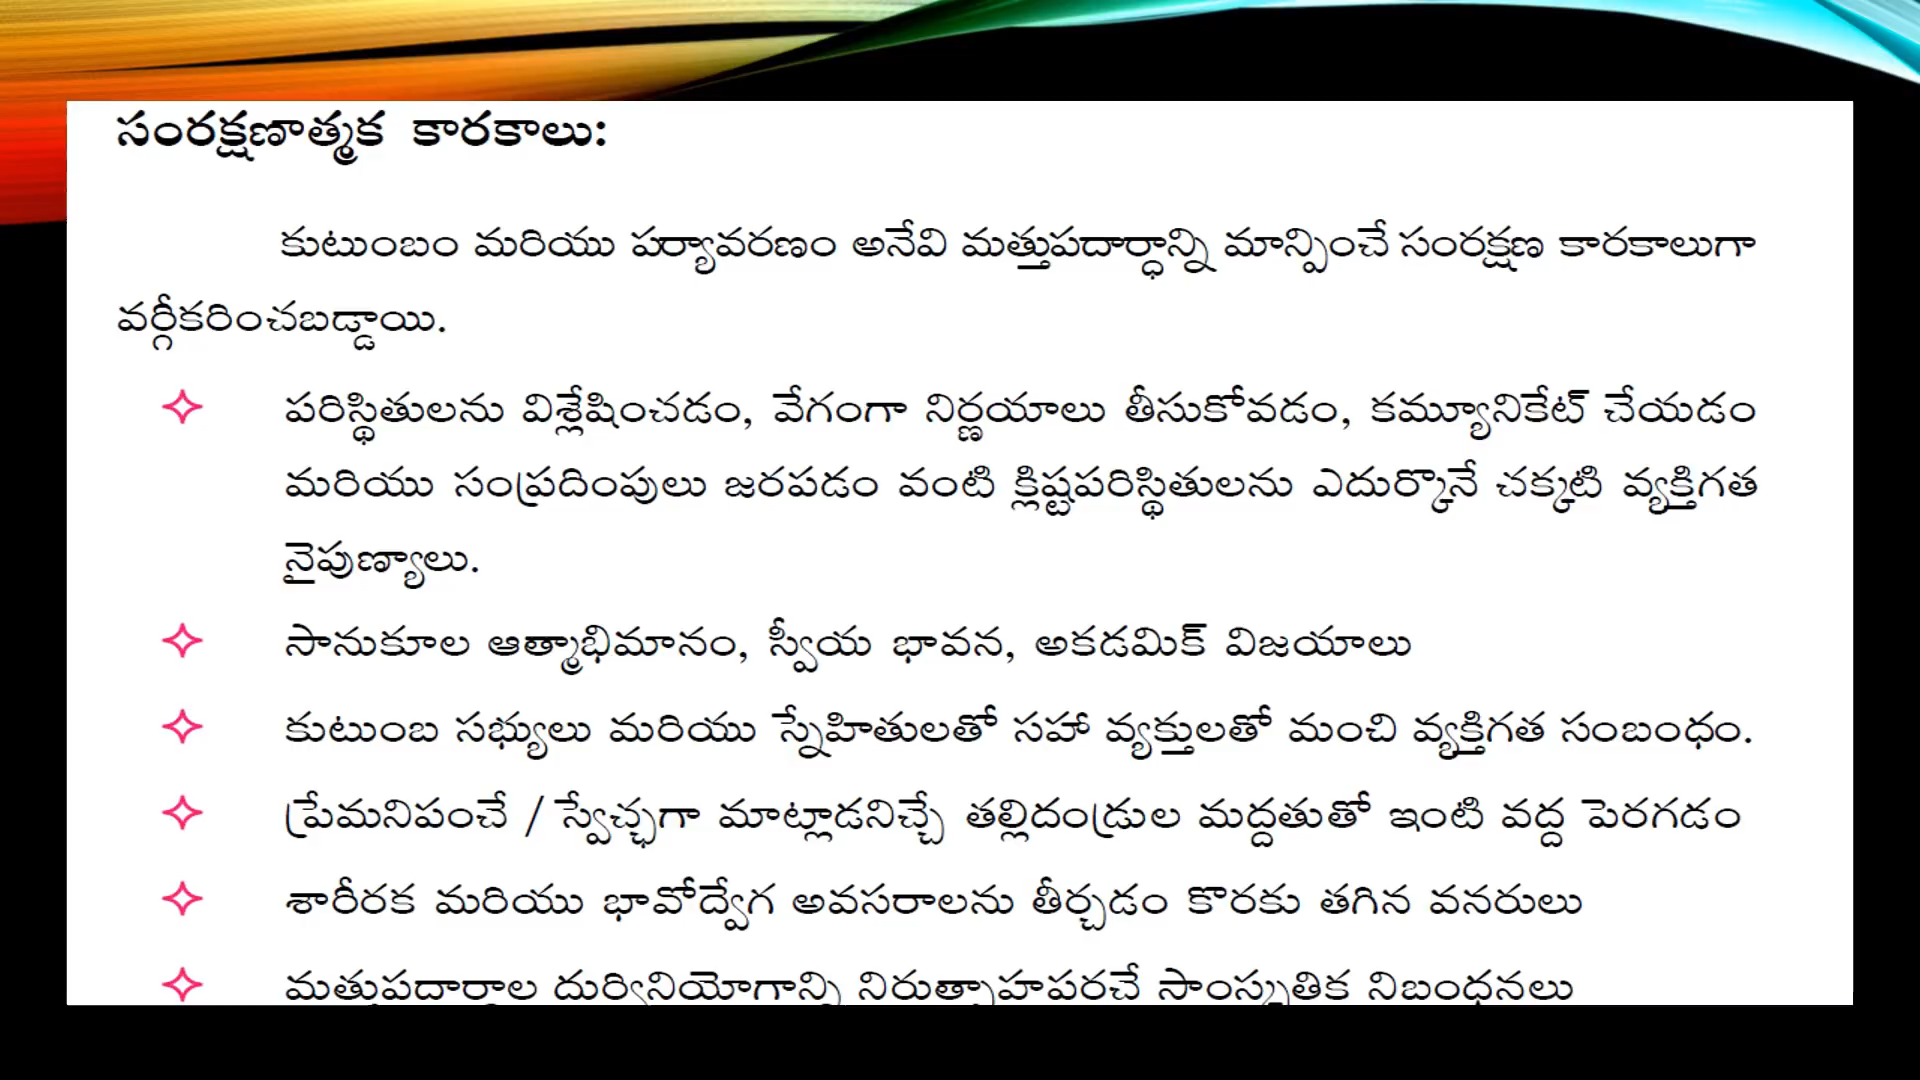 సంరక్షణాత్మక కారకాలు:
కుటుంబం మరియు పర్యావరణం అనేవి మత్తుపదార్ధాన్ని మాన్పించే సంరక్షణ కారకాలుగా
వర్గీకరించబడ్డాయి.
పరిస్థితులను విశ్లేషించడం, వేగంగా నిర్ణయాలు తీసుకోవడం, కమ్యూనికేట్ చేయడం
మరియు సంప్రదింపులు జరపడం వంటి క్లిష్టపరిస్థితులను ఎదుర్కొనే చక్కటి వ్యక్తిగత
నైపుణ్యాలు.
సానుకూల ఆత్మాభిమానం, స్వీయ భావన, అకడమిక్ విజయాలు
కుటుంబ సభ్యులు మరియు స్నేహితులతో సహా వ్యక్తులతో మంచి వ్యక్తిగత సంబంధం.
ప్రేమనిపంచే / స్వేచ్ఛగా మాట్లాడనిచ్చే తల్లిదండ్రుల మద్దతుతో ఇంటి వద్ద పెరగడం
శారీరక మరియు భావోద్వేగ అవసరాలను తీర్చడం కొరకు తగిన వనరులు
మత్తుపదార్థాల దుర్వినియోగాన్ని నిరుత్సాహపరచే సాంస్కృతిక నిబంధనలు